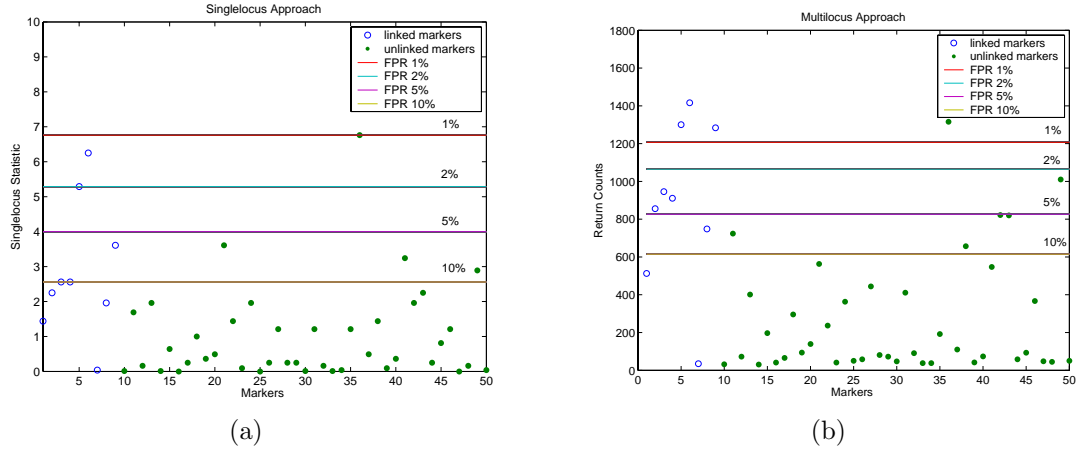 Singlelocus Approach
10
9
8
7
6
5
4
3
2
1
0
Singlelocus Statistic
linked markers
unlinked markers
FPR 1%
FPR 2%
FPR 5%
FPR 10%
1%
2%
5%
10%
5 10 15 20 25 30 35 40 45 50
Markers
(a)
Multilocus Approach
1800
1600
1400
1200
1000
800
600
400
200
0
Return Counts
linked markers
unlinked markers
FPR 1%
FPR 2%
FPR 5%
FPR 10%
1%
2%
5%
10%
0 5 10 15 20 25 30 35 40 45 50
Markers
(b)